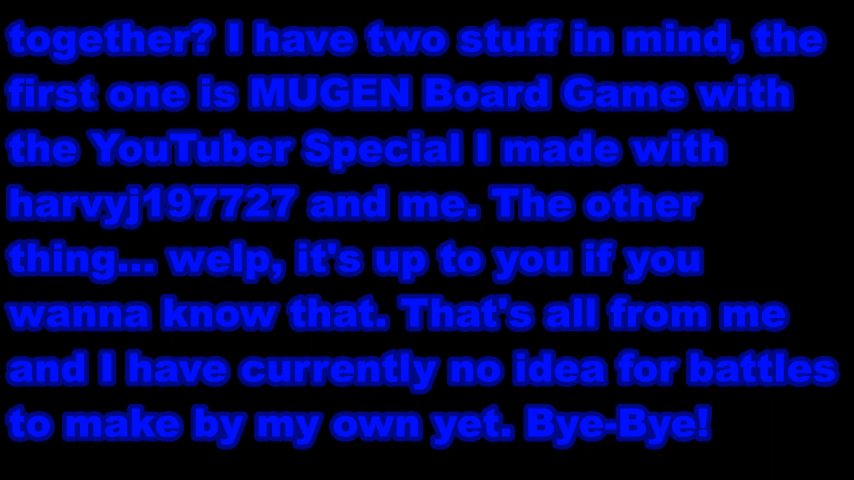 together? I have two stuff in mind, the
first one is MUGEN Board Game with
the YouTuber Special I made with
harvyj197727 and me. The other
thing... welp, it's up to you if you
wanna know that. That's all from me
and I have currently no idea for battles
to make by my own yet. Bye-Bye!